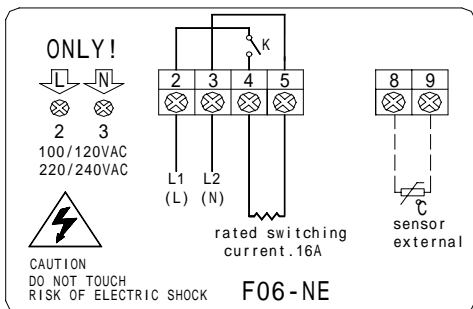 ONLY!
L N
2 3
100/120VAC
220/240VAC
K
2 3 4 5
8 9
L1 L2
(L) (N)
rated switching
current.16A
℃
sensor
external
CAUTION
DO NOT TOUCH
RISK OF ELECTRIC SHOCK
F06-NE